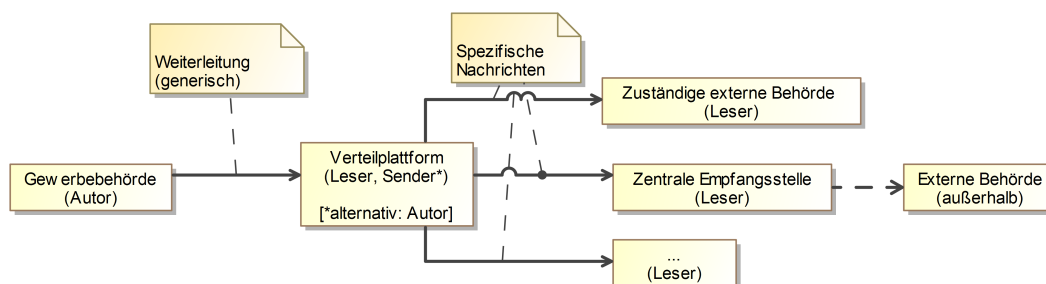 Weiterleitung
(generisch)
Spezifische
Nachrichten
Zuständige externe Behörde
(Leser)
Gewerbebehörde
(Autor)
Verteilplattform
(Leser, Sender*)
[*alternativ: Autor]
Zentrale Empfangsstelle
(Leser)
Externe Behörde
(außerhalb)
...
(Leser)